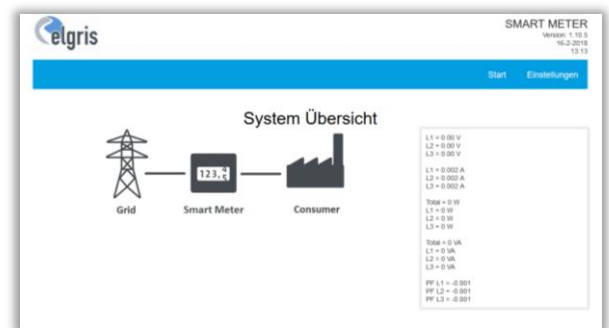 elgris
SMART METER
Version: 1.10.5
16-2-2018
13:13
Start Einstellungen
System Übersicht
123,4
5
Grid Smart Meter Consumer
L1 = 0.00 V
L2 = 0.00 V
L3 = 0.00 V
L1 = 0.002 A
L2 = 0.002 A
L3 = 0.002 A
Total = 0 W
L1 = 0 W
L2 = 0 W
L3 = 0 W
Total = 0 VA
L1 = 0 VA
L2 = 0 VA
L3 = 0 VA
PF L1 = -0.001
PF L2 = -0.001
PF L3 = -0.001